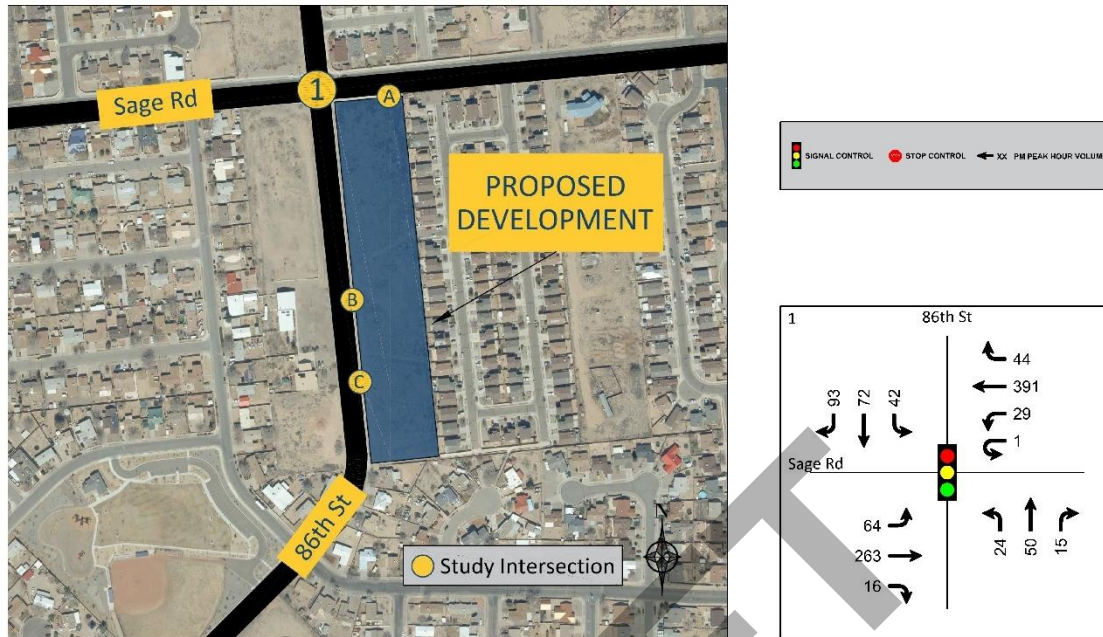 Sage Rd
1
A
PROPOSED
DEVELOPMENT
B
C
86th St
Study Intersection
N
SIGNAL CONTROL
STOP CONTROL
XX PM PEAK HOUR VOLUM
1
86th St
93
72
42
44
391
29
1
Sage Rd
64
263
16
24
50
15